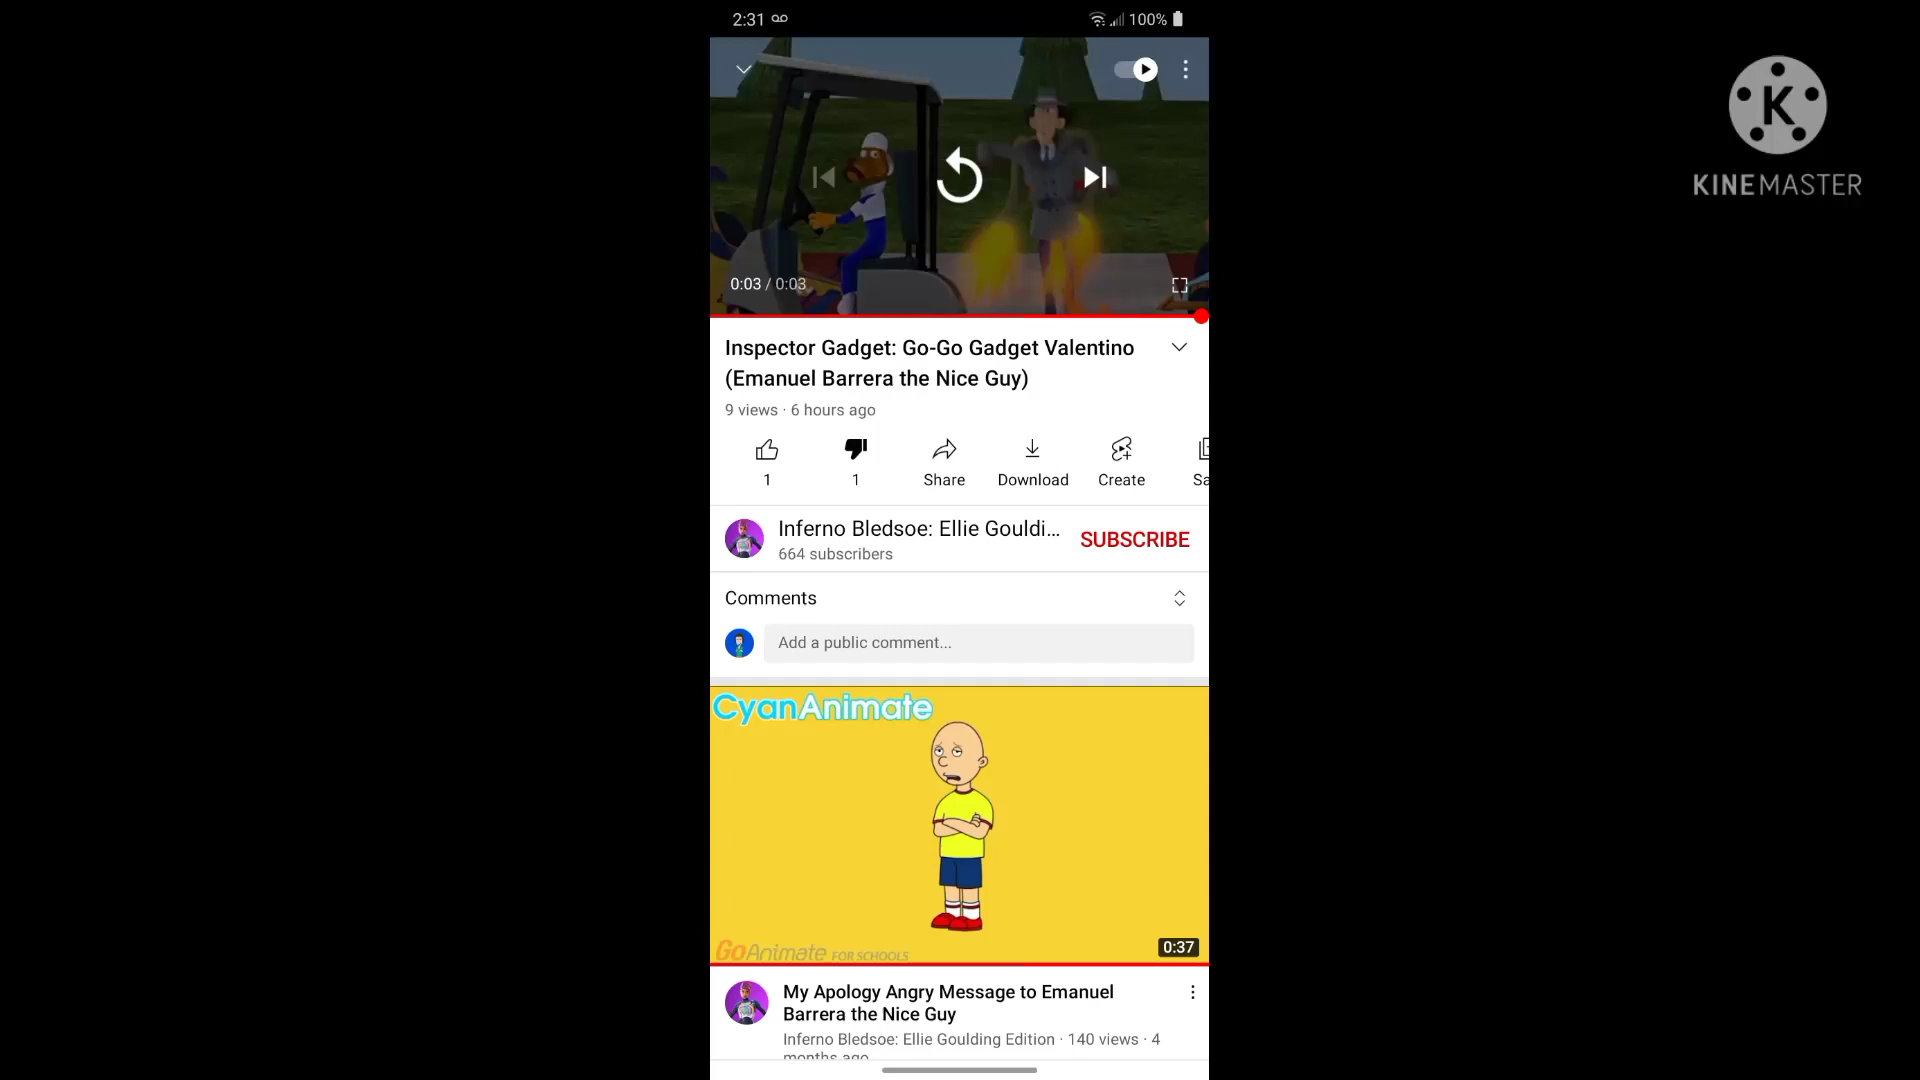 2:31
100%
KINEMASTER
0:03 / 0:03
Inspector Gadget: Go-Go Gadget Valentino
(Emanuel Barrera the Nice Guy)
9 views · 6 hours ago
1
1
Share
Download
Create
Sa
Inferno Bledsoe: Ellie Gouldi...
664 subscribers
SUBSCRIBE
Comments
Add a public comment...
CyanAnimate
GoAnimate FOR SCHOOLS
0:37
My Apology Angry Message to Emanuel
Barrera the Nice Guy
Inferno Bledsoe: Ellie Goulding Edition · 140 views · 4
months ago